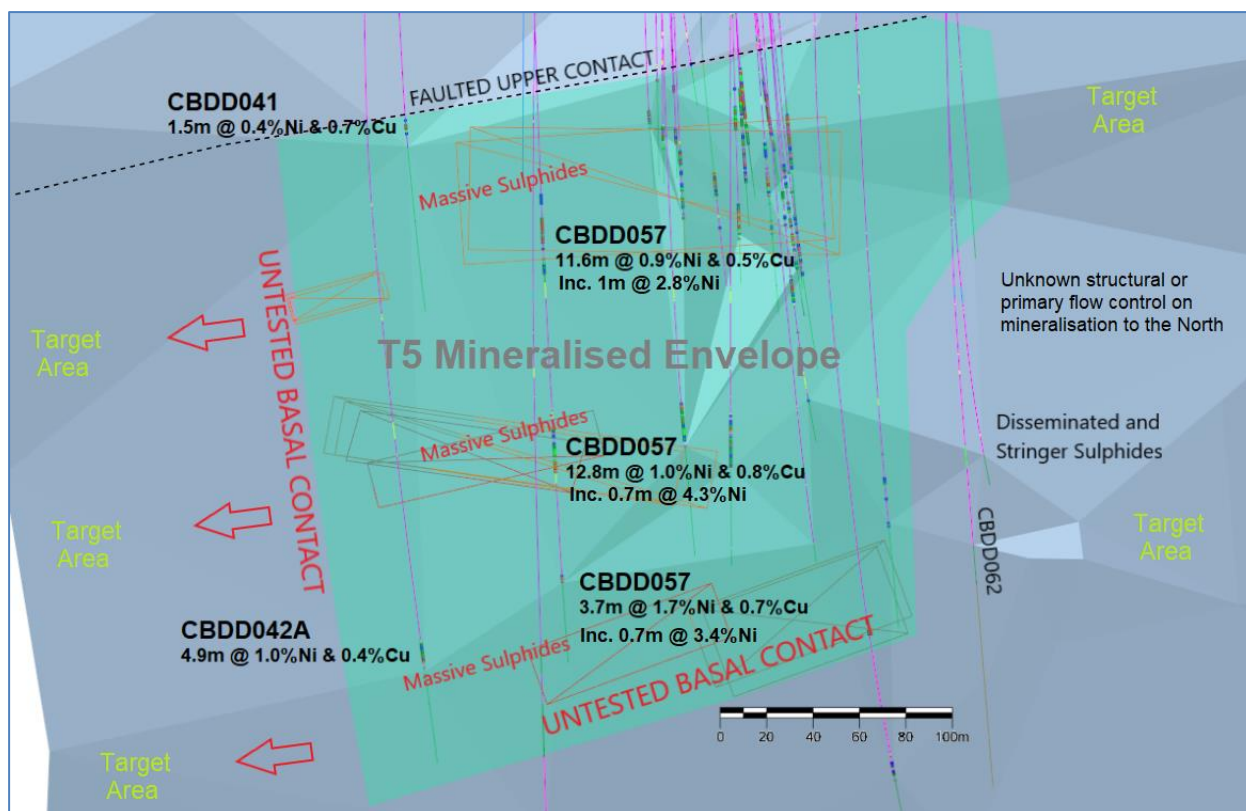 FAULTED UPPER CONTACT
CBDD041
1.5m @ 0.4%Ni & 0.7%Cu
Target
Area
Massive Sulphides
CBDD057
11.6m @ 0.9%Ni & 0.5%Cu
Inc. 1m @ 2.8%Ni
UNTESTED BASAL CONTACT
Unknown structural or
primary flow control on
mineralisation to the North
Target
Area
T5 Mineralised Envelope
Massive Sulphides
CBDD057
12.8m @ 1.0%Ni & 0.8%Cu
Inc. 0.7m @ 4.3%Ni
Disseminated and
Stringer Sulphides
Target
Area
Target
Area
CBDD062
CBDD057
3.7m @ 1.7%Ni & 0.7%Cu
Inc. 0.7m @ 3.4%Ni
CBDD042A
4.9m @ 1.0%Ni & 0.4%Cu
Massive Sulphides
UNTESTED BASAL CONTACT
0 20 40 60 80 100m
Target
Area